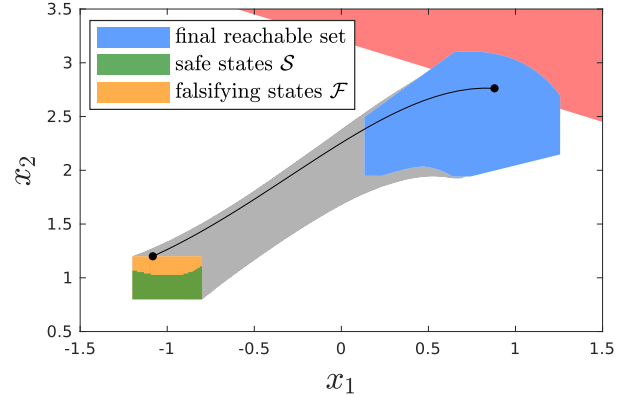 final reachable set
safe states 𝒮
falsifying states ℱ
3.5
3
2.5
2
1.5
1
0.5
x₂
-1.5
-1
-0.5
0
0.5
1
1.5
x₁